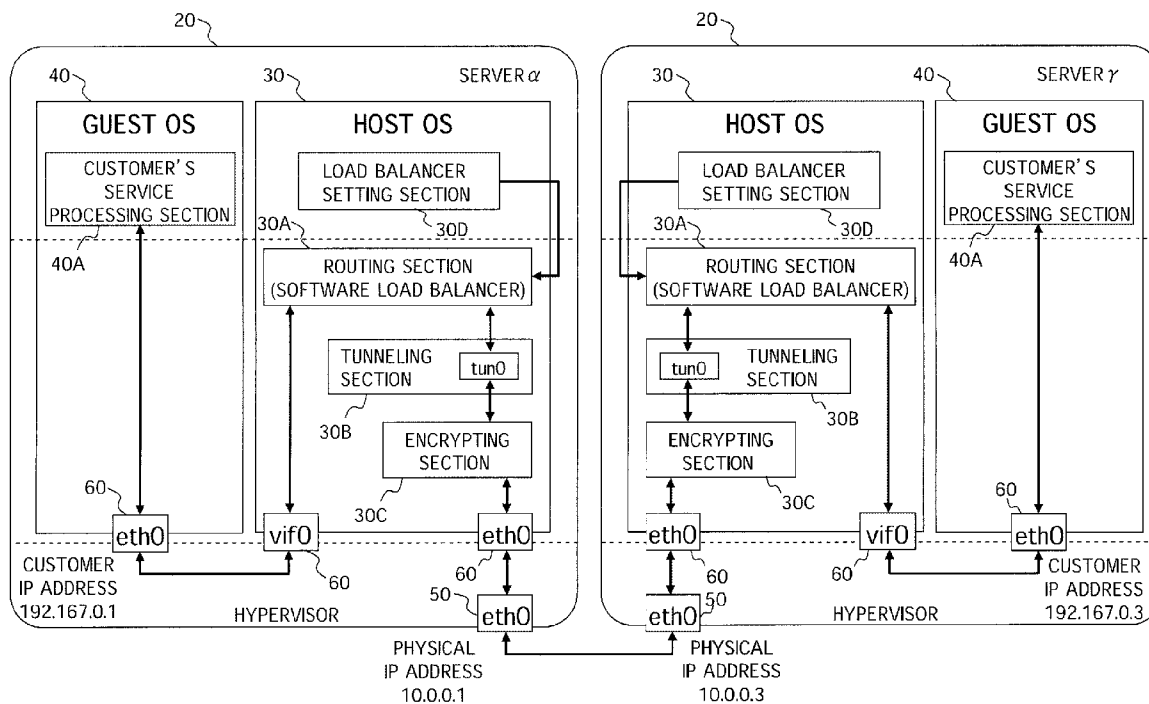 20
SERVER α
40
30
GUEST OS
HOST OS
CUSTOMER'S
SERVICE
PROCESSING SECTION
40A
LOAD BALANCER
SETTING SECTION
30D
30A
ROUTING SECTION
(SOFTWARE LOAD BALANCER)
TUNNELING
SECTION
tun0
30B
ENCRYPTING
SECTION
30C
60
eth0
vif0
60
eth0
60
CUSTOMER
IP ADDRESS
192.167.0.1
HYPERVISOR
50
eth0
PHYSICAL
IP ADDRESS
10.0.0.1
20
SERVER γ
30
40
HOST OS
GUEST OS
LOAD BALANCER
SETTING SECTION
30D
CUSTOMER'S
SERVICE
PROCESSING SECTION
40A
30A
ROUTING SECTION
(SOFTWARE LOAD BALANCER)
tun0
TUNNELING
SECTION
30B
ENCRYPTING
SECTION
30C
60
eth0
60
vif0
60
eth0
CUSTOMER
IP ADDRESS
192.167.0.3
50
eth0
HYPERVISOR
PHYSICAL
IP ADDRESS
10.0.0.3